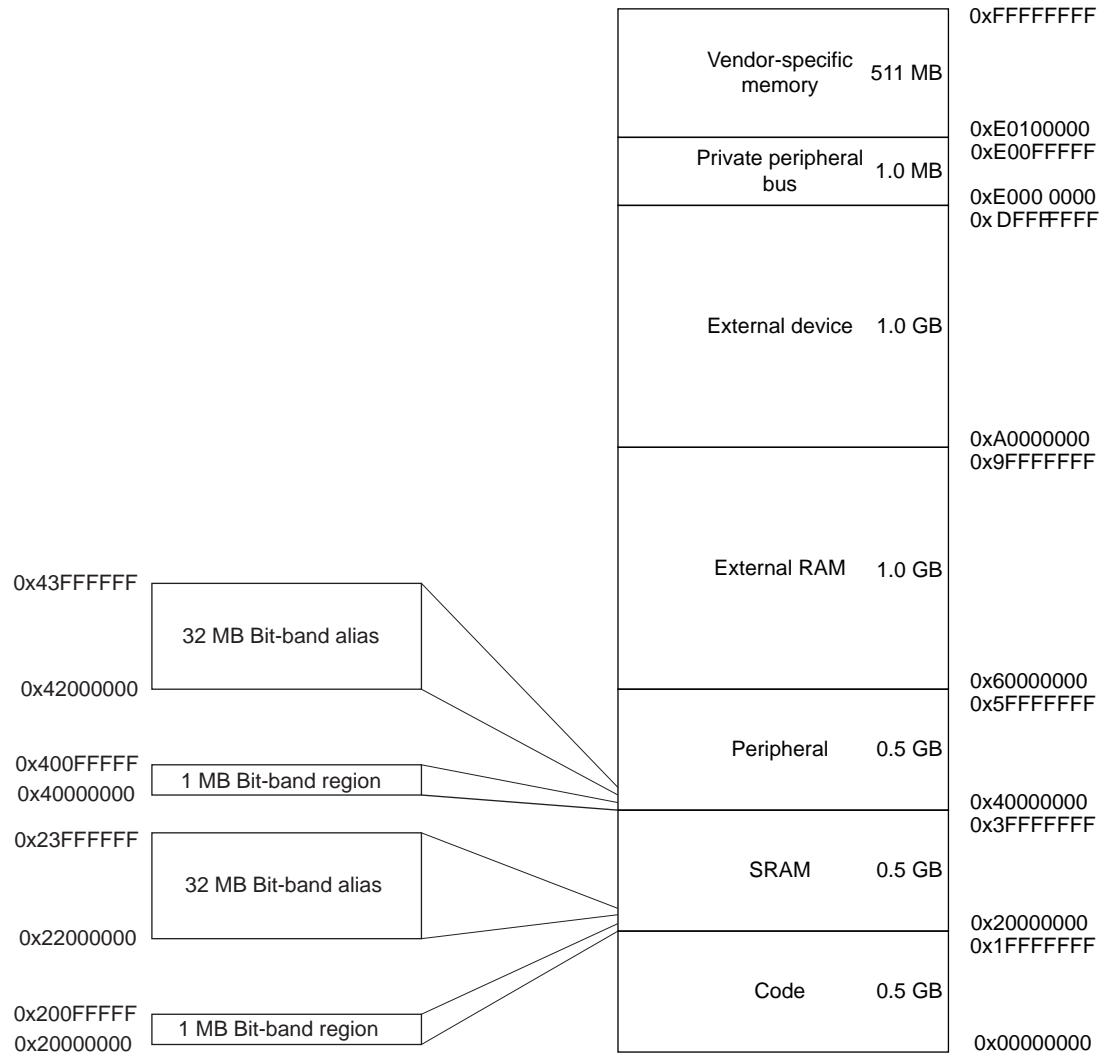 0xFFFFFFFF
Vendor-specific
memory
511 MB
0xE0100000
0xE00FFFFF
Private peripheral
bus
1.0 MB
0xE000 0000
0x DFFFFFFF
External device
1.0 GB
0xA0000000
0x9FFFFFFF
External RAM
1.0 GB
0x60000000
0x5FFFFFFF
Peripheral
0.5 GB
0x40000000
0x3FFFFFFF
SRAM
0.5 GB
0x20000000
0x1FFFFFFF
Code
0.5 GB
0x00000000
0x43FFFFFF
32 MB Bit-band alias
0x42000000
0x400FFFFF
1 MB Bit-band region
0x40000000
0x23FFFFFF
32 MB Bit-band alias
0x22000000
0x200FFFFF
1 MB Bit-band region
0x20000000